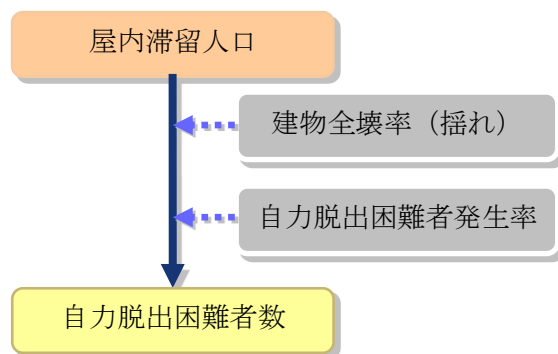 屋内滞留人口
建物全壊率（揺れ）
自力脱出困難者発生率
自力脱出困難者数